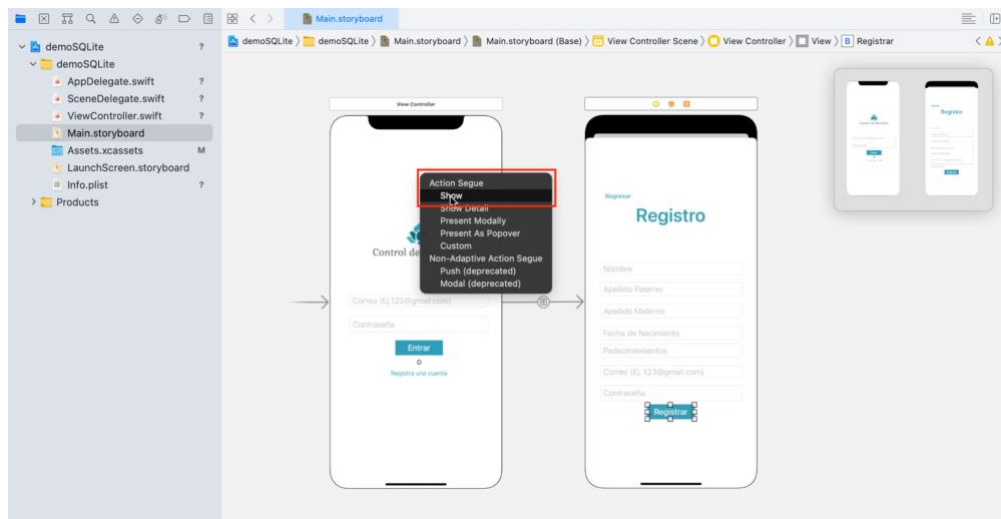 Main.storyboard
demoSQLite 〉 demoSQLite 〉 Main.storyboard 〉 Main.storyboard (Base) 〉 View Controller Scene 〉 View Controller 〉 View 〉 B Registrar
demoSQLite ?
demoSQLite
AppDelegate.swift ?
SceneDelegate.swift ?
ViewController.swift ?
Main.storyboard
Assets.xcassets M
LaunchScreen.storyboard
Info.plist ?
Products
View Controller
Action Segue
Show
Show Detail
Present Modally
Present As Popover
Custom
Non-Adaptive Action Segue
Push (deprecated)
Modal (deprecated)
Control de
Correo (Ej. 123@gmail.com)
Contraseña
Entrar
O
Registra una cuenta
Regresar
Registro
Nombre
Apellido Paterno
Apellido Materno
Fecha de Nacimiento
Padecimientos
Correo (Ej. 123@gmail.com)
Contraseña
Registrar
Registro